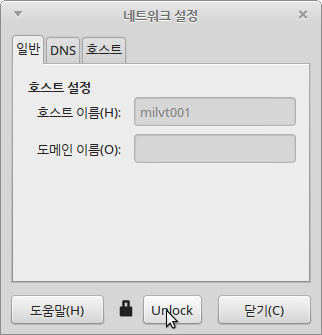 네트워크 설정
일반 DNS 호스트
호스트 설정
호스트 이름(H): milvt001
도메인 이름(O):
도움말(H) Unlock 닫기(C)